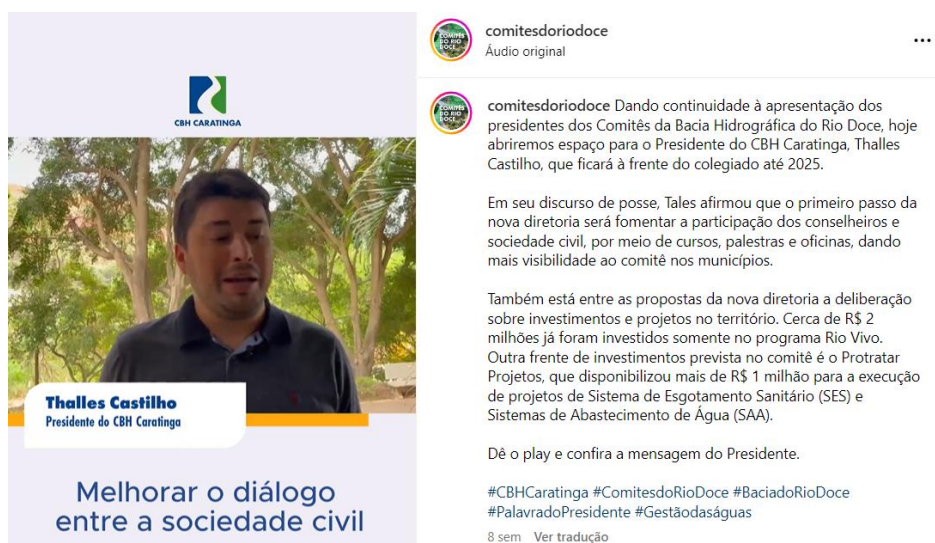 CBH CARATINGA
Thalles Castilho
Presidente do CBH Caratinga
Melhorar o diálogo
entre a sociedade civil
COMITÊS
DO RIO
DOCE
comitesdoriodoce
Áudio original
COMITÊS
DO RIO
DOCE
comitesdoriodoce Dando continuidade à apresentação dos
presidentes dos Comitês da Bacia Hidrográfica do Rio Doce, hoje
abriremos espaço para o Presidente do CBH Caratinga, Thalles
Castilho, que ficará à frente do colegiado até 2025.
Em seu discurso de posse, Tales afirmou que o primeiro passo da
nova diretoria será fomentar a participação dos conselheiros e
sociedade civil, por meio de cursos, palestras e oficinas, dando
mais visibilidade ao comitê nos municípios.
Também está entre as propostas da nova diretoria a deliberação
sobre investimentos e projetos no território. Cerca de R$ 2
milhões já foram investidos somente no programa Rio Vivo.
Outra frente de investimentos prevista no comitê é o Protratar
Projetos, que disponibilizou mais de R$ 1 milhão para a execução
de projetos de Sistema de Esgotamento Sanitário (SES) e
Sistemas de Abastecimento de Água (SAA).
Dê o play e confira a mensagem do Presidente.
#CBHCaratinga #ComitesdoRioDoce #BaciadoRioDoce
#PalavradoPresidente #Gestãodaságuas
8 sem Ver tradução